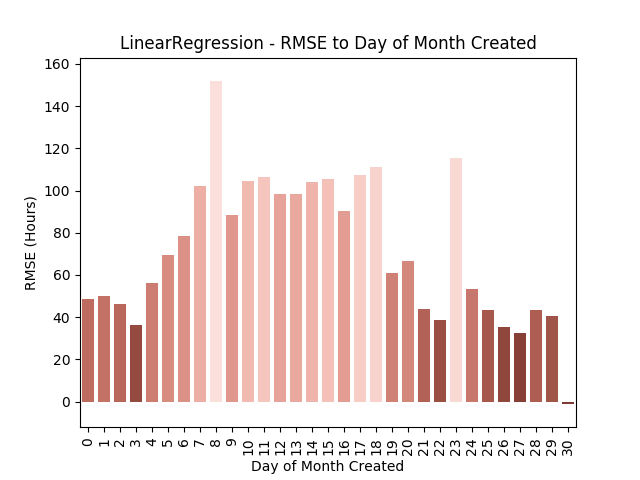 LinearRegression - RMSE to Day of Month Created
160
140
120
100
80
60
40
20
0
RMSE (Hours)
0 1 2 3 4 5 6 7 8 9 10 11 12 13 14 15 16 17 18 19 20 21 22 23 24 25 26 27 28 29 30
Day of Month Created